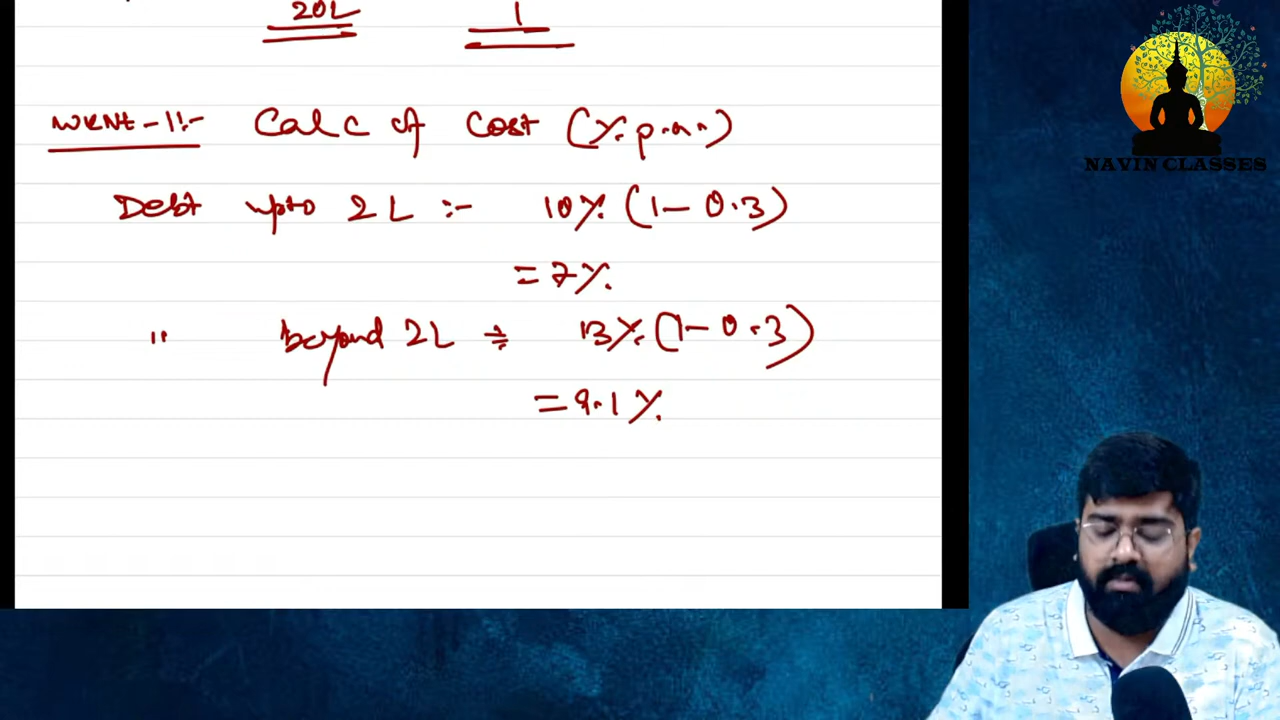 20L 1
NAVIN CLASSES
WKNt-1:- Calc of Cost (%.p.a.)
Debt upto 2L :- 10% (1-0.3)
= 7%.
" beyond 2L ÷ 13% (1-0.3)
= 9.1%.